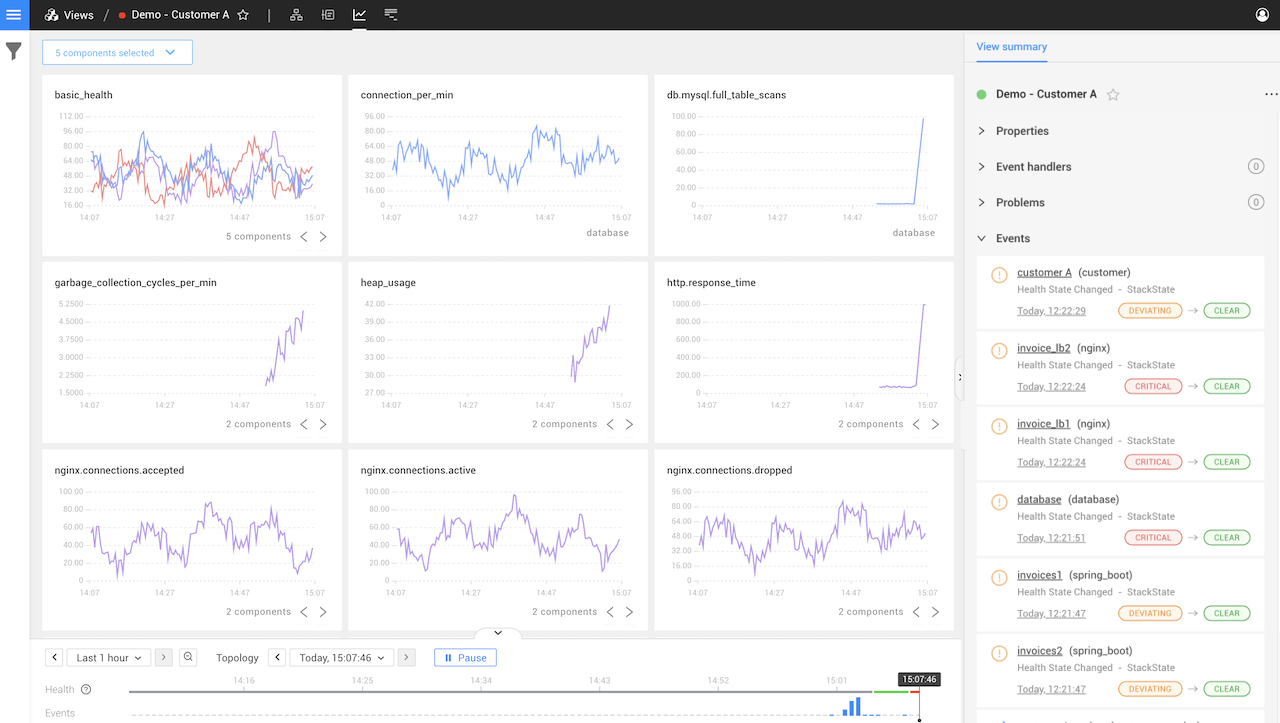 Views / Demo - Customer A
5 components selected
basic_health
112.00
96.00
80.00
64.00
48.00
32.00
16.00
14:07 14:27 14:47 15:07
5 components
connection_per_min
96.00
80.00
64.00
48.00
32.00
16.00
0
14:07 14:27 14:47 15:07
database
db.mysql.full_table_scans
100.00
80.00
60.00
40.00
20.00
0
14:07 14:27 14:47 15:07
database
garbage_collection_cycles_per_min
5.2500
4.5000
3.7500
3.0000
2.2500
1.5000
14:07 14:27 14:47 15:07
2 components
heap_usage
42.00
39.00
36.00
33.00
30.00
27.00
14:07 14:27 14:47 15:07
2 components
http.response_time
1000.00
800.00
600.00
400.00
200.00
0
14:07 14:27 14:47 15:07
2 components
nginx.connections.accepted
100.00
80.00
60.00
40.00
20.00
0
14:07 14:27 14:47 15:07
2 components
nginx.connections.active
100.00
80.00
60.00
40.00
20.00
0
14:07 14:27 14:47 15:07
2 components
nginx.connections.dropped
96.00
80.00
64.00
48.00
32.00
16.00
0
14:07 14:27 14:47 15:07
2 components
Last 1 hour Topology Today, 15:07:46 Pause
14:16 14:25 14:34 14:43 14:52 15:01 15:07:46
Health ?
Events
View summary
Demo - Customer A
Properties
Event handlers 0
Problems 0
Events
customer A (customer)
Health State Changed - StackState
Today, 12:22:29 DEVIATING → CLEAR
invoice_lb2 (nginx)
Health State Changed - StackState
Today, 12:22:24 CRITICAL → CLEAR
invoice_lb1 (nginx)
Health State Changed - StackState
Today, 12:22:24 CRITICAL → CLEAR
database (database)
Health State Changed - StackState
Today, 12:21:51 CRITICAL → CLEAR
invoices1 (spring_boot)
Health State Changed - StackState
Today, 12:21:47 DEVIATING → CLEAR
invoices2 (spring_boot)
Health State Changed - StackState
Today, 12:21:47 DEVIATING → CLEAR